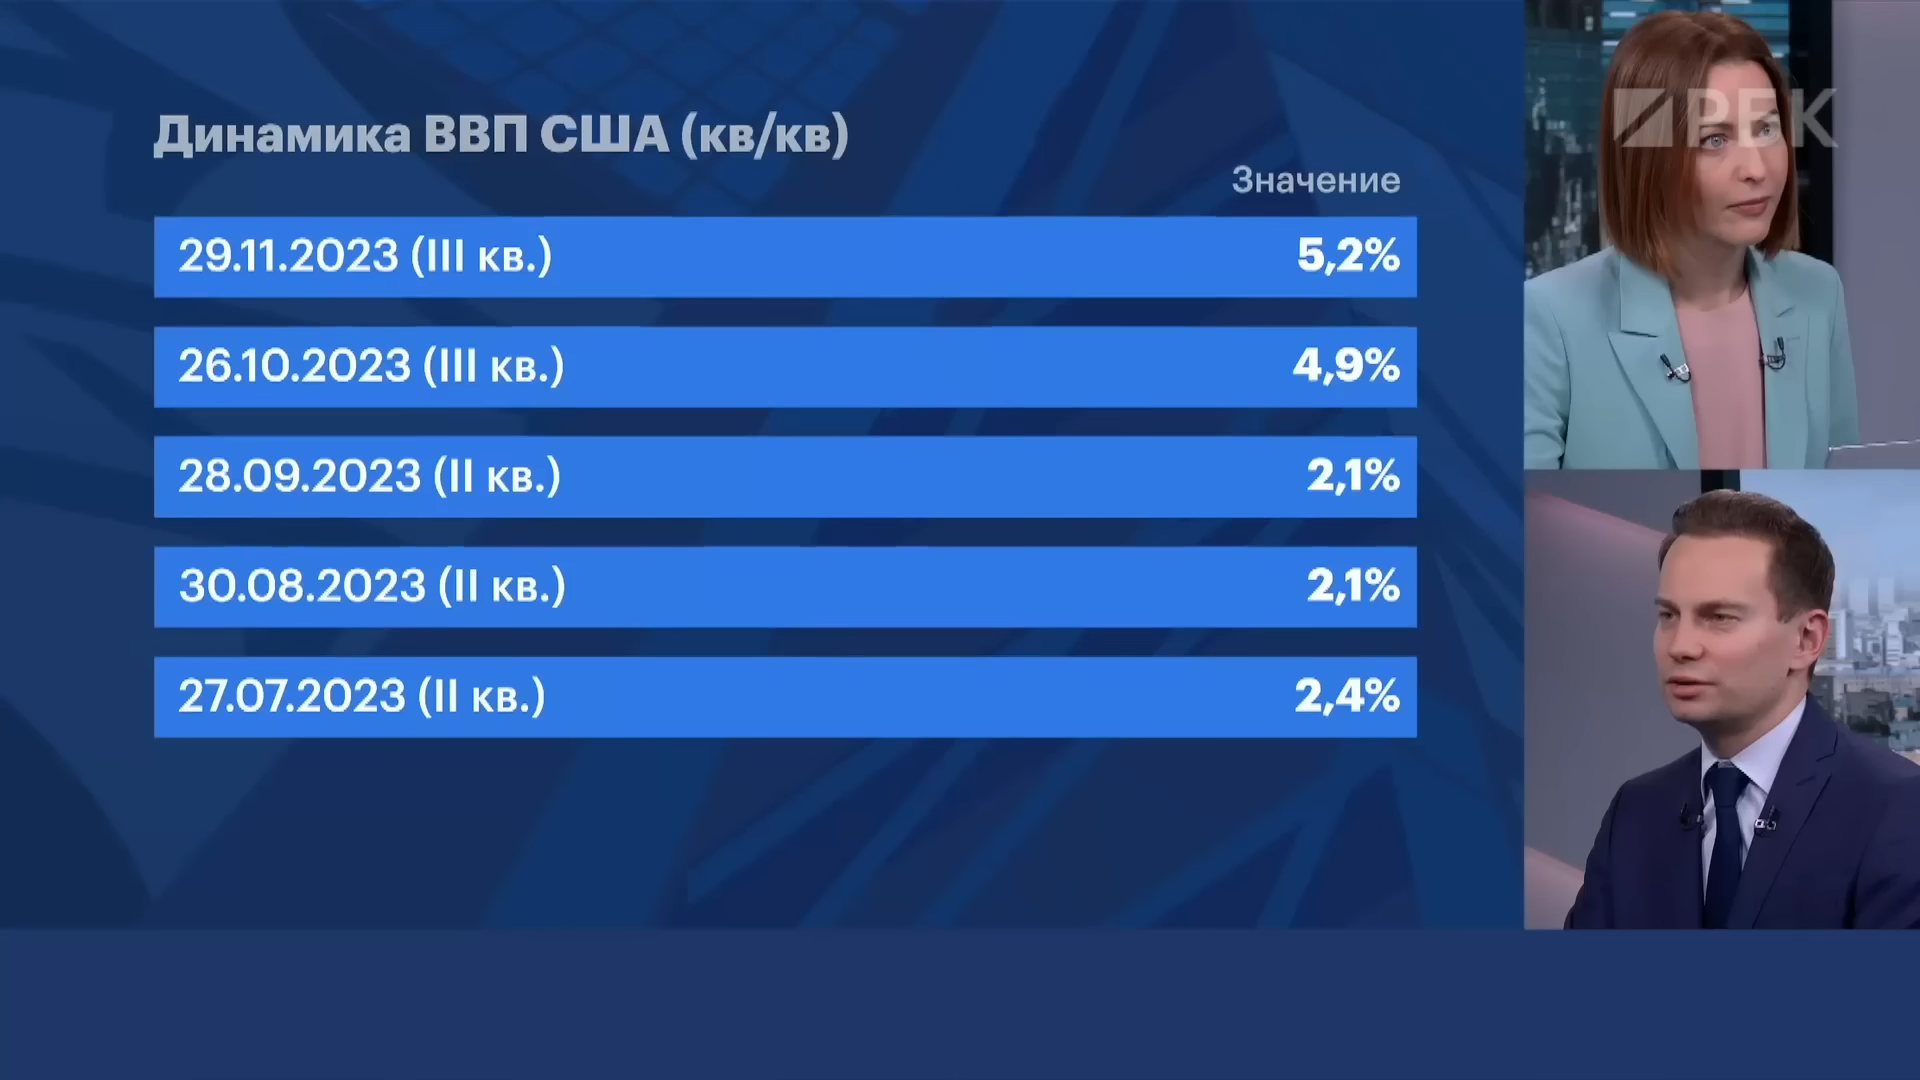 Динамика ВВП США (кв/кв)
РБК
Значение
29.11.2023 (III кв.) 5,2%
26.10.2023 (III кв.) 4,9%
28.09.2023 (II кв.) 2,1%
30.08.2023 (II кв.) 2,1%
27.07.2023 (II кв.) 2,4%